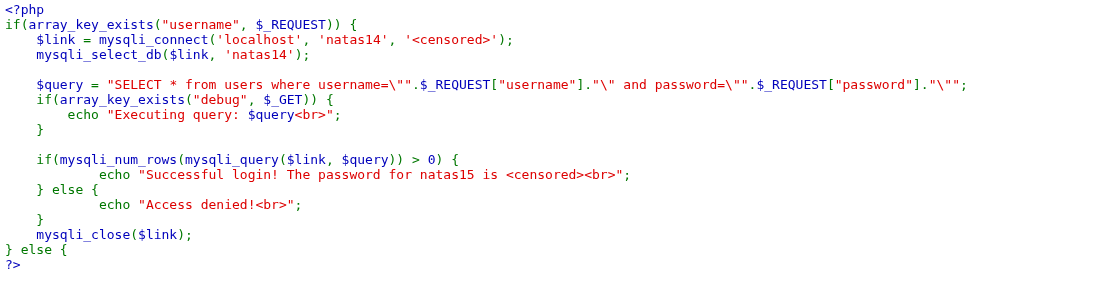 <?php
if(array_key_exists("username", $_REQUEST)) {
    $link = mysqli_connect('localhost', 'natas14', '<censored>');
    mysqli_select_db($link, 'natas14');

    $query = "SELECT * from users where username=\"".$_REQUEST["username"]."\" and password=\"".$_REQUEST["password"]."\"";
    if(array_key_exists("debug", $_GET)) {
        echo "Executing query: $query<br>";
    }

    if(mysqli_num_rows(mysqli_query($link, $query)) > 0) {
            echo "Successful login! The password for natas15 is <censored><br>";
    } else {
            echo "Access denied!<br>";
    }
    mysqli_close($link);
} else {
?>